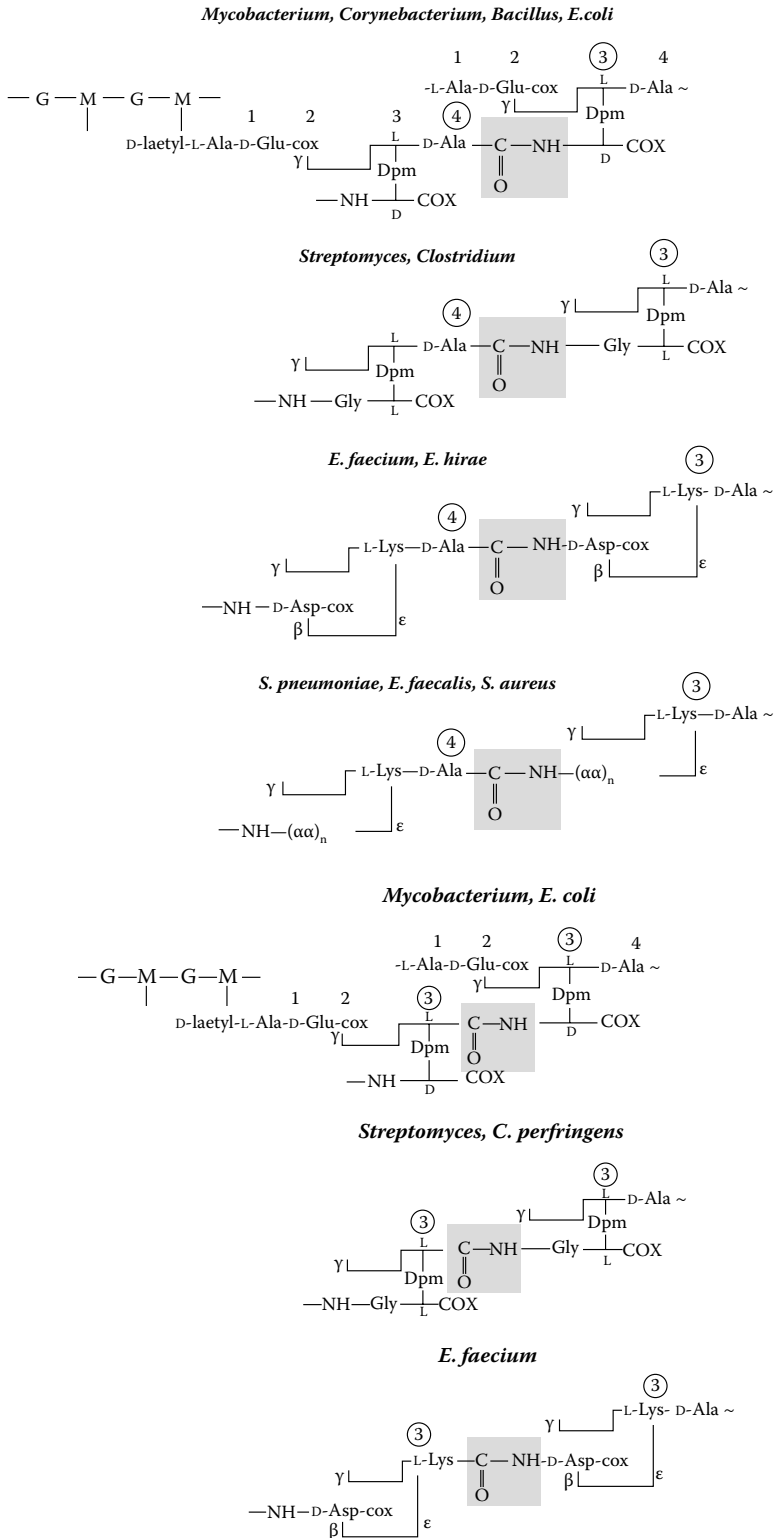 Mycobacterium, Corynebacterium, Bacillus, E.coli
1 2 ③ 4
-L-Ala-D-Glu-cox L D-Ala ~
γ Dpm
— G — M — G — M —
1 2 3 ④
D-laetyl-L-Ala-D-Glu-cox L D-Ala — C — NH D COX
γ Dpm O
— NH COX
D
Streptomyces, Clostridium
③
L D-Ala ~
γ Dpm
④
L D-Ala — C — NH — Gly L COX
γ Dpm O
— NH — Gly COX
L
E. faecium, E. hirae
③
L-Lys- D-Ala ~
γ
④
L-Lys — D-Ala — C — NH-D-Asp-cox
γ O β ε
— NH — D-Asp-cox
β ε
S. pneumoniae, E. faecalis, S. aureus
③
L-Lys — D-Ala ~
γ
④
L-Lys — D-Ala — C — NH — (αα)n ε
γ O
— NH — (αα)n ε
Mycobacterium, E. coli
1 2 ③ 4
-L-Ala-D-Glu-cox L D-Ala ~
γ Dpm
— G — M — G — M —
1 2 ③
D-laetyl-L-Ala-D-Glu-cox L C — NH D COX
γ Dpm O
— NH COX
D
Streptomyces, C. perfringens
③
L D-Ala ~
γ Dpm
③
L C — NH — Gly L COX
γ Dpm O
— NH — Gly COX
L
E. faecium
③
L-Lys- D-Ala ~
γ
③
L-Lys — C — NH-D-Asp-cox
γ O β ε
— NH — D-Asp-cox
β ε